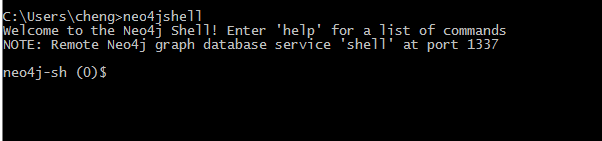 C:\Users\cheng>neo4jshell
Welcome to the Neo4j Shell! Enter 'help' for a list of commands
NOTE: Remote Neo4j graph database service 'shell' at port 1337
neo4j-sh (0)$